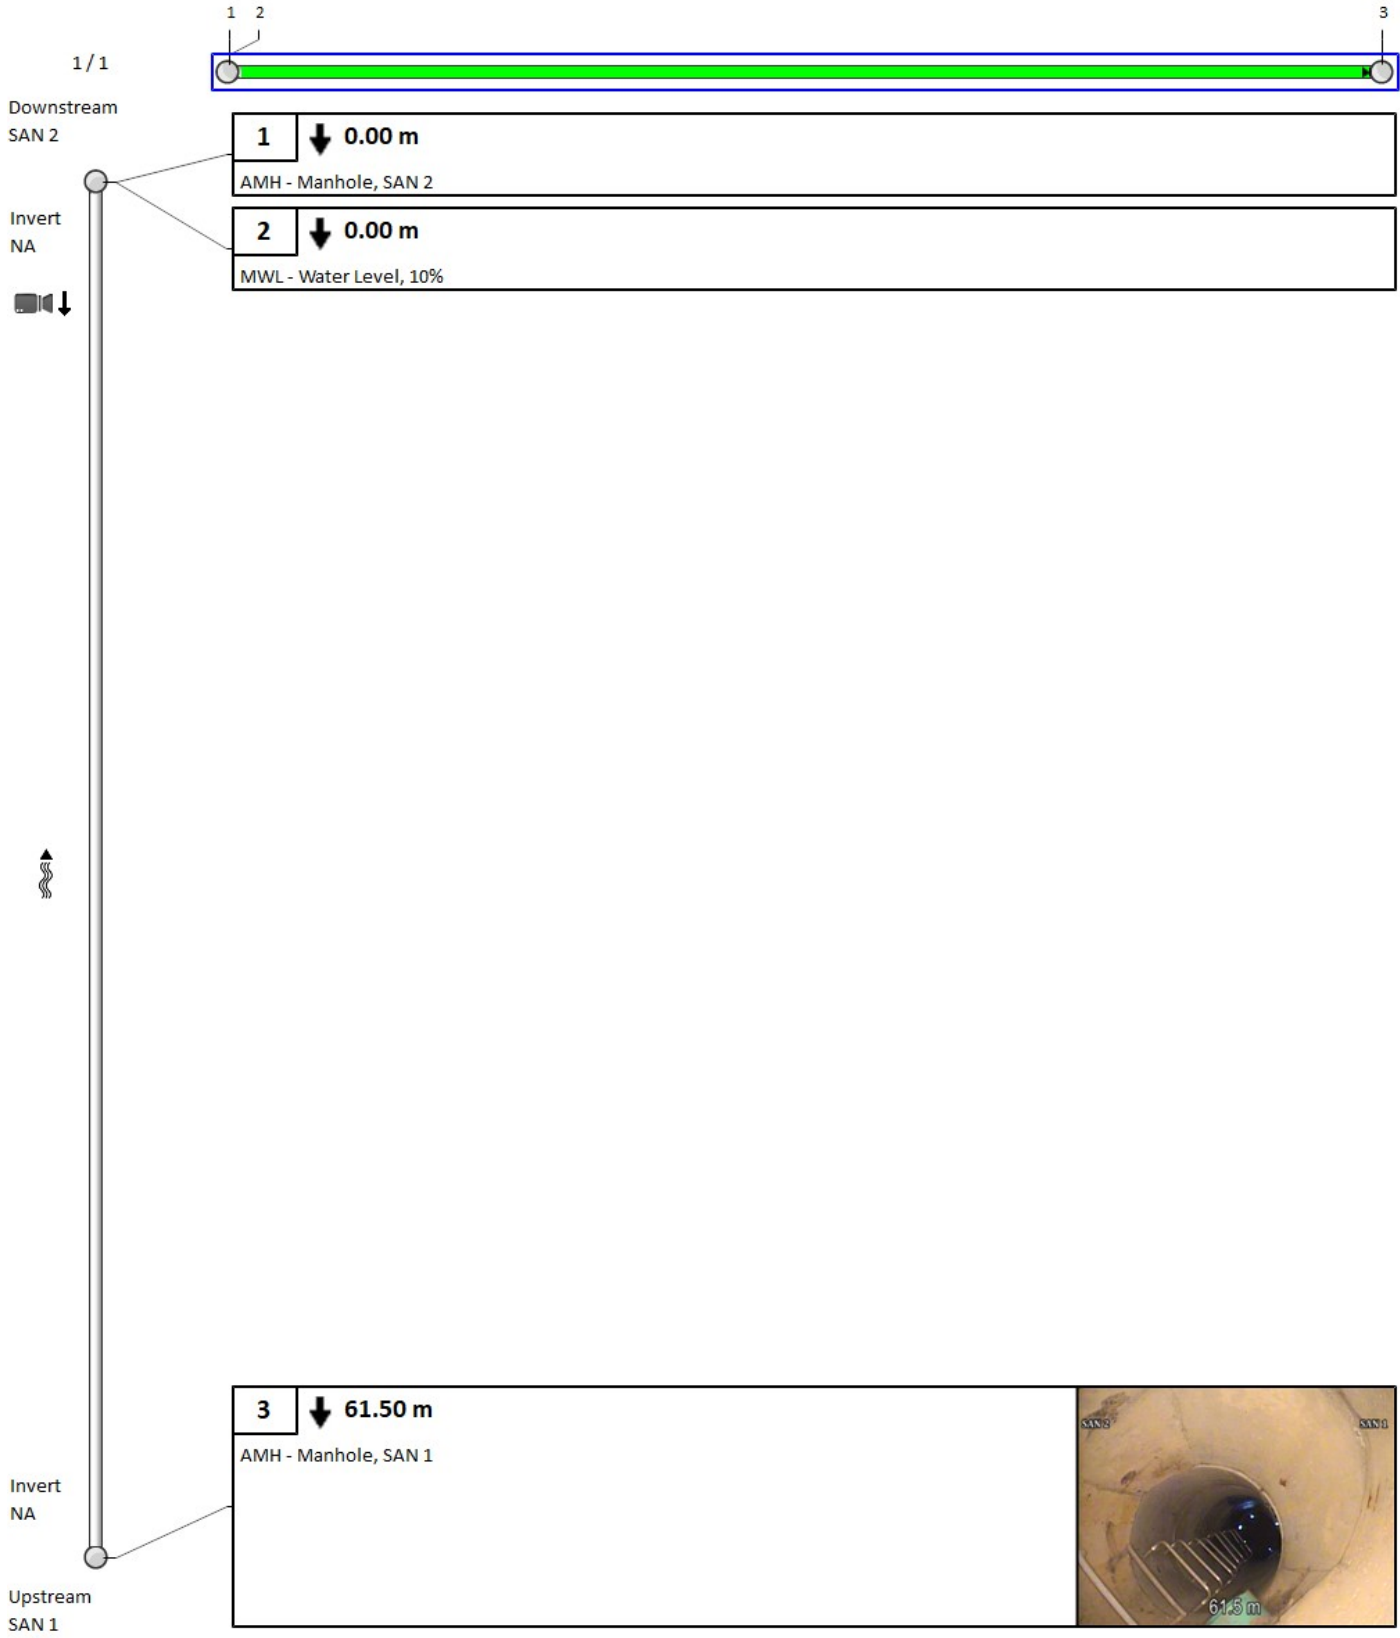 1 2 3
1 / 1
Downstream
SAN 2
1 0.00 m
AMH - Manhole, SAN 2
Invert
NA
2 0.00 m
MWL - Water Level, 10%
3 61.50 m
AMH - Manhole, SAN 1
SAN 2 SAN 1
61.5 m
Invert
NA
Upstream
SAN 1